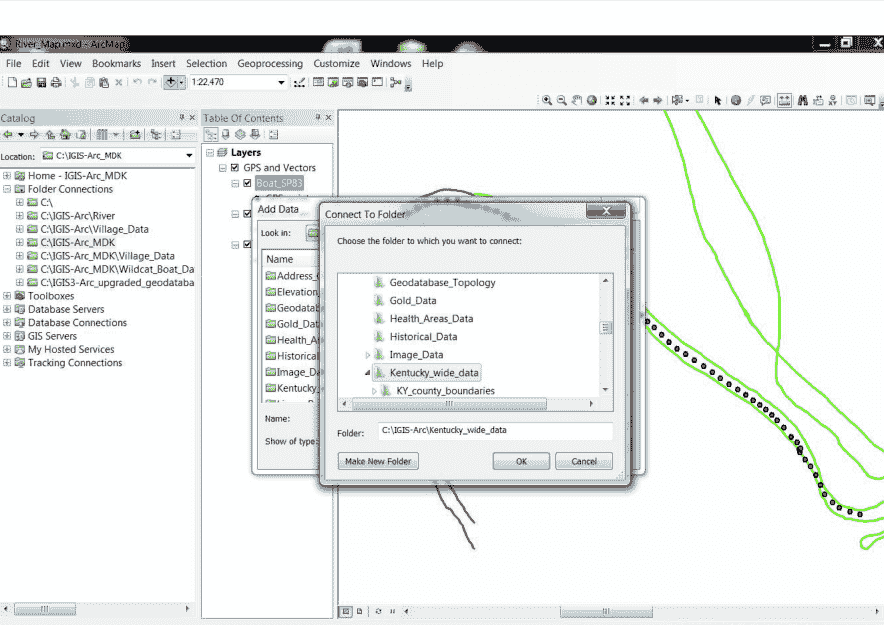 River_Map.mxd - ArcMap
File Edit View Bookmarks Insert Selection Geoprocessing Customize Windows Help
1:22,470
Catalog
Location: C:\IGIS-Arc_MDK
Home - IGIS-Arc_MDK
Folder Connections
C:\
C:\IGIS-Arc\River
C:\IGIS-Arc\Village_Data
C:\IGIS-Arc_MDK
C:\IGIS-Arc_MDK\Village_Data
C:\IGIS-Arc_MDK\Wildcat_Boat_Da
C:\IGIS3-Arc_upgraded_geodataba
Toolboxes
Database Servers
Database Connections
GIS Servers
My Hosted Services
Tracking Connections
Table Of Contents
Layers
GPS and Vectors
Boat_SP83
Add Data
Look in:
Name
Address_
Elevation
Geodatab
Gold_Dat
Health_A
Historical
Image_Da
Kentucky
Name:
Show of type:
Connect To Folder
Choose the folder to which you want to connect:
Geodatabase_Topology
Gold_Data
Health_Areas_Data
Historical_Data
Image_Data
Kentucky_wide_data
KY_county_boundaries
Folder: C:\IGIS-Arc\Kentucky_wide_data
Make New Folder OK Cancel